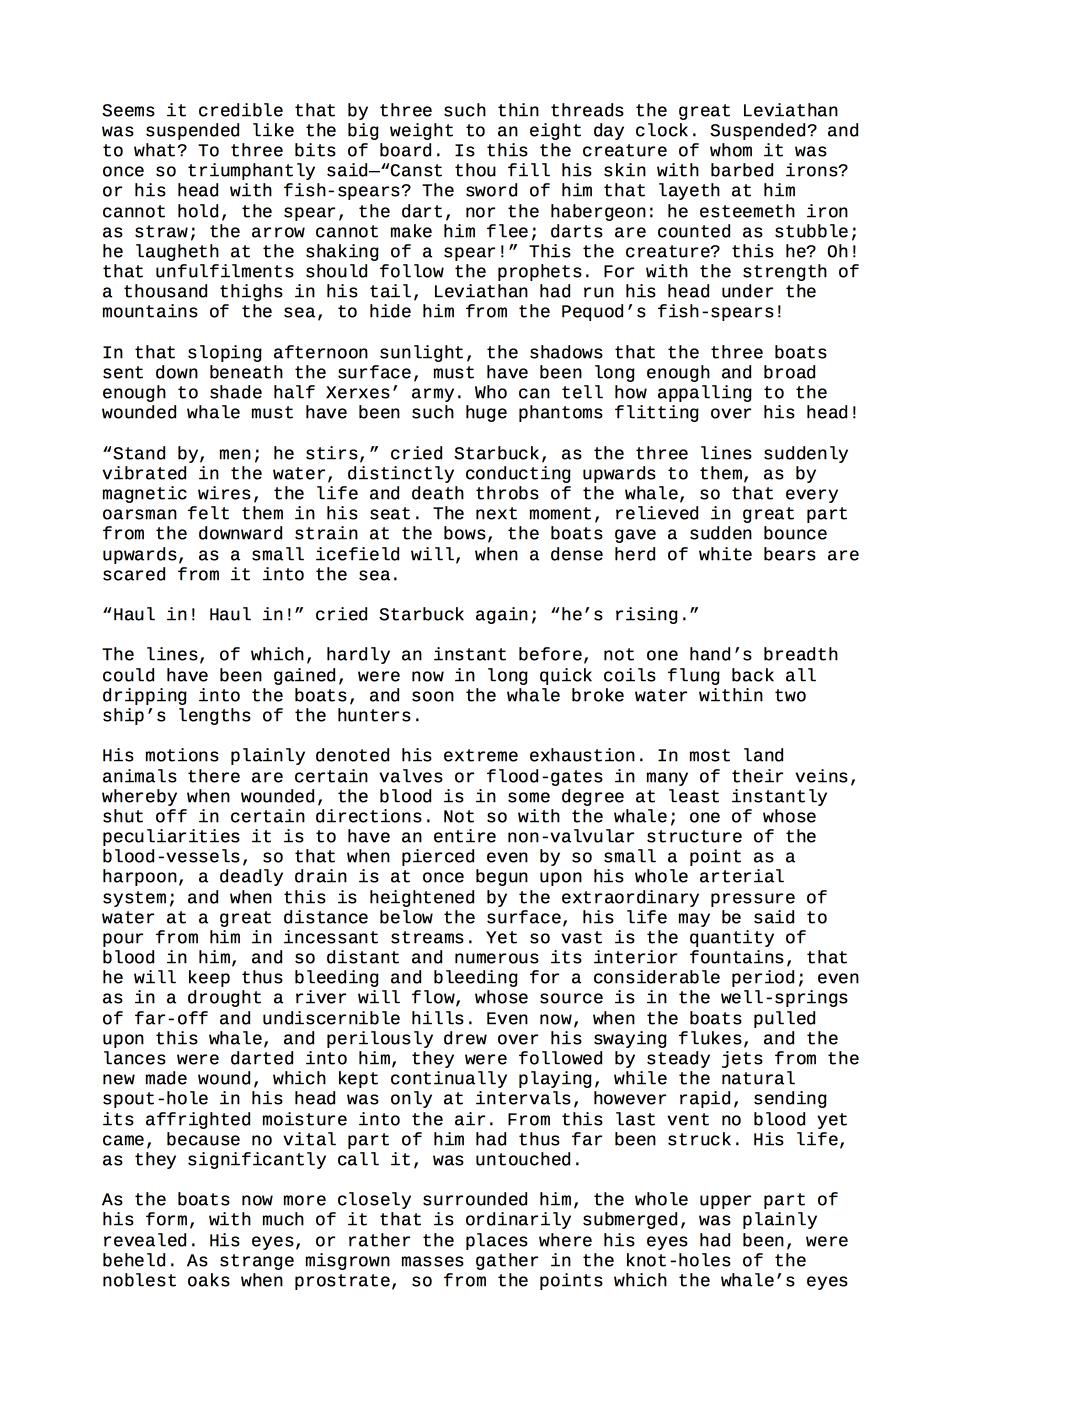 Seems it credible that by three such thin threads the great Leviathan
was suspended like the big weight to an eight day clock. Suspended? and
to what? To three bits of board. Is this the creature of whom it was
once so triumphantly said—“Canst thou fill his skin with barbed irons?
or his head with fish-spears? The sword of him that layeth at him
cannot hold, the spear, the dart, nor the habergeon: he esteemeth iron
as straw; the arrow cannot make him flee; darts are counted as stubble;
he laugheth at the shaking of a spear!” This the creature? this he? Oh!
that unfulfilments should follow the prophets. For with the strength of
a thousand thighs in his tail, Leviathan had run his head under the
mountains of the sea, to hide him from the Pequod’s fish-spears!

In that sloping afternoon sunlight, the shadows that the three boats
sent down beneath the surface, must have been long enough and broad
enough to shade half Xerxes’ army. Who can tell how appalling to the
wounded whale must have been such huge phantoms flitting over his head!

“Stand by, men; he stirs,” cried Starbuck, as the three lines suddenly
vibrated in the water, distinctly conducting upwards to them, as by
magnetic wires, the life and death throbs of the whale, so that every
oarsman felt them in his seat. The next moment, relieved in great part
from the downward strain at the bows, the boats gave a sudden bounce
upwards, as a small icefield will, when a dense herd of white bears are
scared from it into the sea.

“Haul in! Haul in!” cried Starbuck again; “he’s rising.”

The lines, of which, hardly an instant before, not one hand’s breadth
could have been gained, were now in long quick coils flung back all
dripping into the boats, and soon the whale broke water within two
ship’s lengths of the hunters.

His motions plainly denoted his extreme exhaustion. In most land
animals there are certain valves or flood-gates in many of their veins,
whereby when wounded, the blood is in some degree at least instantly
shut off in certain directions. Not so with the whale; one of whose
peculiarities it is to have an entire non-valvular structure of the
blood-vessels, so that when pierced even by so small a point as a
harpoon, a deadly drain is at once begun upon his whole arterial
system; and when this is heightened by the extraordinary pressure of
water at a great distance below the surface, his life may be said to
pour from him in incessant streams. Yet so vast is the quantity of
blood in him, and so distant and numerous its interior fountains, that
he will keep thus bleeding and bleeding for a considerable period; even
as in a drought a river will flow, whose source is in the well-springs
of far-off and undiscernible hills. Even now, when the boats pulled
upon this whale, and perilously drew over his swaying flukes, and the
lances were darted into him, they were followed by steady jets from the
new made wound, which kept continually playing, while the natural
spout-hole in his head was only at intervals, however rapid, sending
its affrighted moisture into the air. From this last vent no blood yet
came, because no vital part of him had thus far been struck. His life,
as they significantly call it, was untouched.

As the boats now more closely surrounded him, the whole upper part of
his form, with much of it that is ordinarily submerged, was plainly
revealed. His eyes, or rather the places where his eyes had been, were
beheld. As strange misgrown masses gather in the knot-holes of the
noblest oaks when prostrate, so from the points which the whale’s eyes